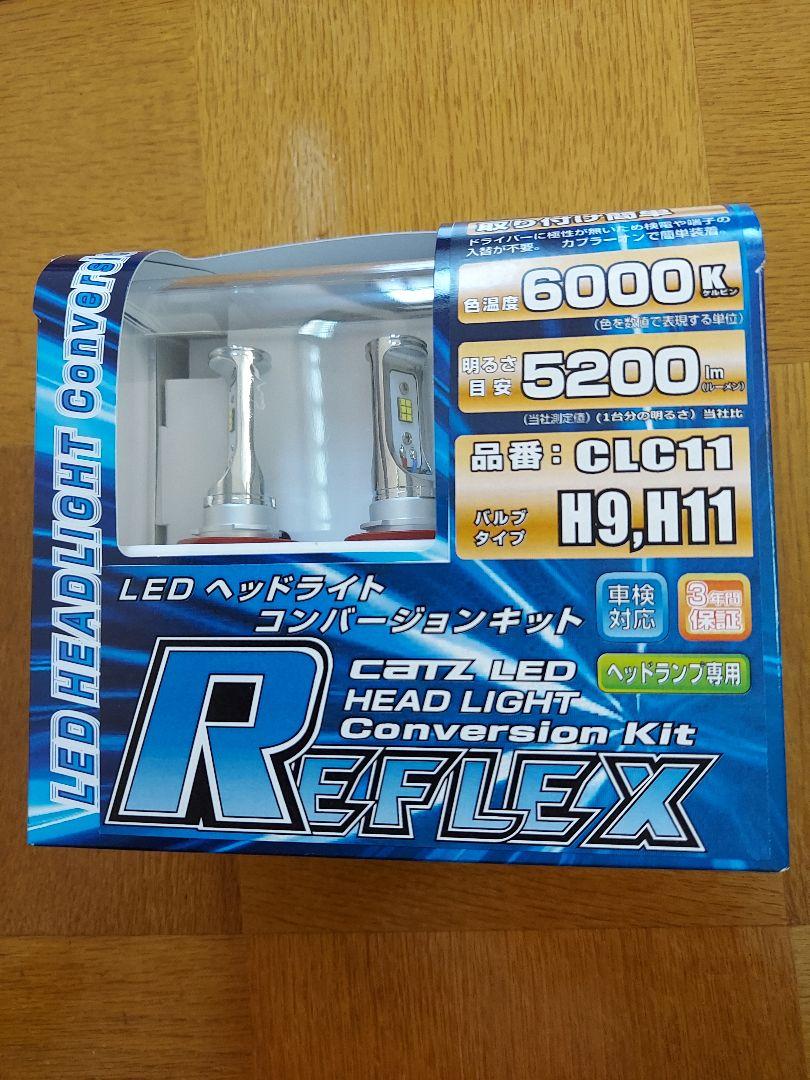 LED HEADLIGHT Conversi
取り付け簡単
ドライバーに極性が無いため検電や端子の
入替が不要。 カプラーオンで簡単装着。
色温度 6000K
ケルビン
(色を数値で表現する単位)
明るさ
目安 5200lm
(ルーメン)
(当社測定値) (1台分の明るさ) 当社比
品番: CLC11
バルブ
タイプ H9,H11
LED ヘッドライト
コンバージョンキット
車検
対応
3年間
保証
CATZ LED
HEAD LIGHT
Conversion Kit
ヘッドランプ専用
REFLEX